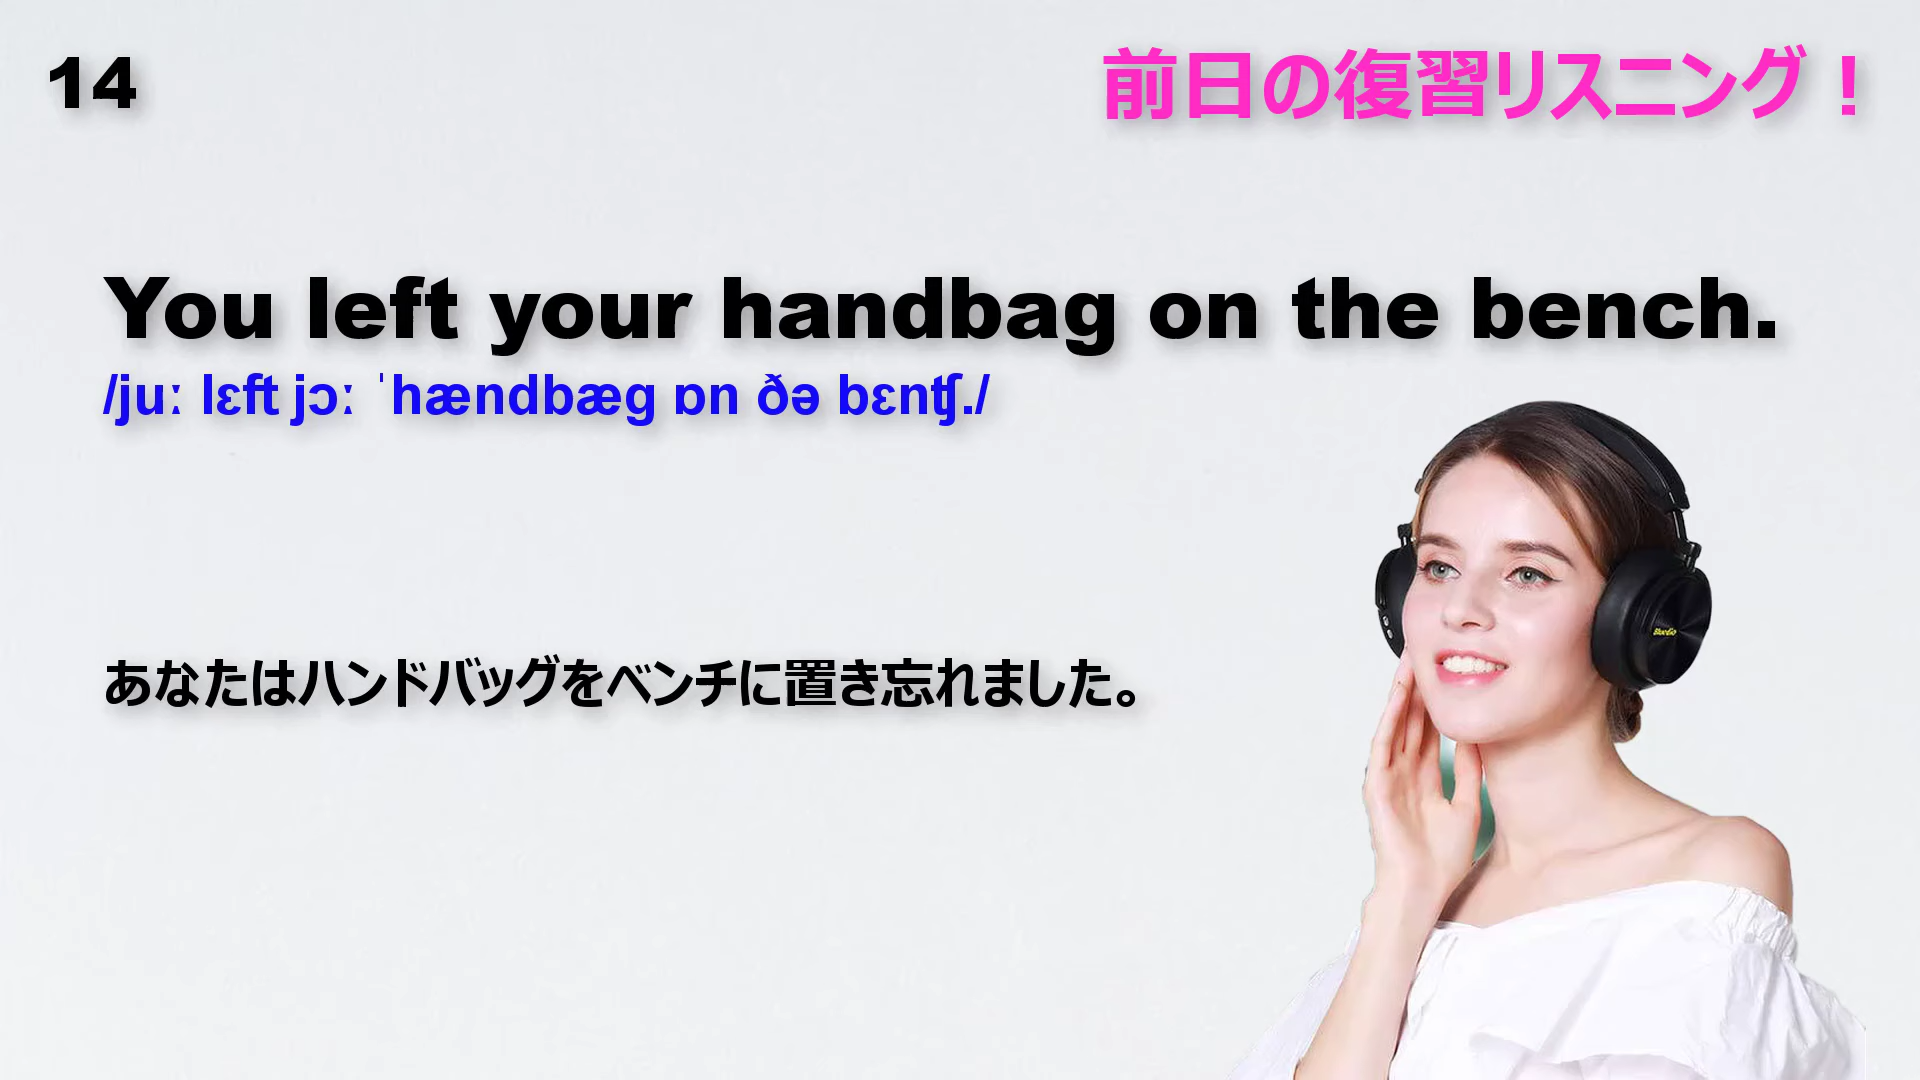 14
前日の復習リスニング！
You left your handbag on the bench.
/juː lɛft jɔː ˈhændbæg ɒn ðə bɛnʧ./
あなたはハンドバッグをベンチに置き忘れました。